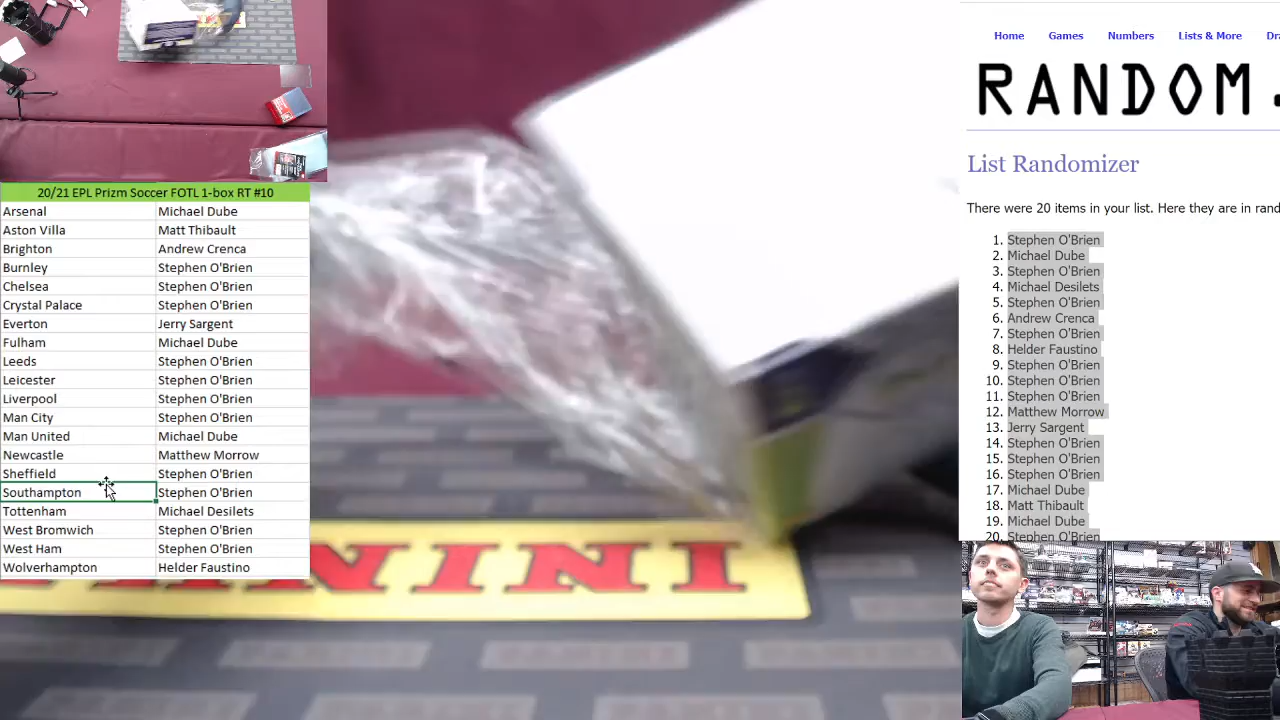 20/21 EPL Prizm Soccer FOTL 1-box RT #10
Arsenal Michael Dube
Aston Villa Matt Thibault
Brighton Andrew Crenca
Burnley Stephen O'Brien
Chelsea Stephen O'Brien
Crystal Palace Stephen O'Brien
Everton Jerry Sargent
Fulham Michael Dube
Leeds Stephen O'Brien
Leicester Stephen O'Brien
Liverpool Stephen O'Brien
Man City Stephen O'Brien
Man United Michael Dube
Newcastle Matthew Morrow
Sheffield Stephen O'Brien
Southampton Stephen O'Brien
Tottenham Michael Desilets
West Bromwich Stephen O'Brien
West Ham Stephen O'Brien
Wolverhampton Helder Faustino
NINI
Home Games Numbers Lists & More Dra
RANDOM.
List Randomizer
There were 20 items in your list. Here they are in rand
1. Stephen O'Brien
2. Michael Dube
3. Stephen O'Brien
4. Michael Desilets
5. Stephen O'Brien
6. Andrew Crenca
7. Stephen O'Brien
8. Helder Faustino
9. Stephen O'Brien
10. Stephen O'Brien
11. Stephen O'Brien
12. Matthew Morrow
13. Jerry Sargent
14. Stephen O'Brien
15. Stephen O'Brien
16. Stephen O'Brien
17. Michael Dube
18. Matt Thibault
19. Michael Dube
20. Stephen O'Brien